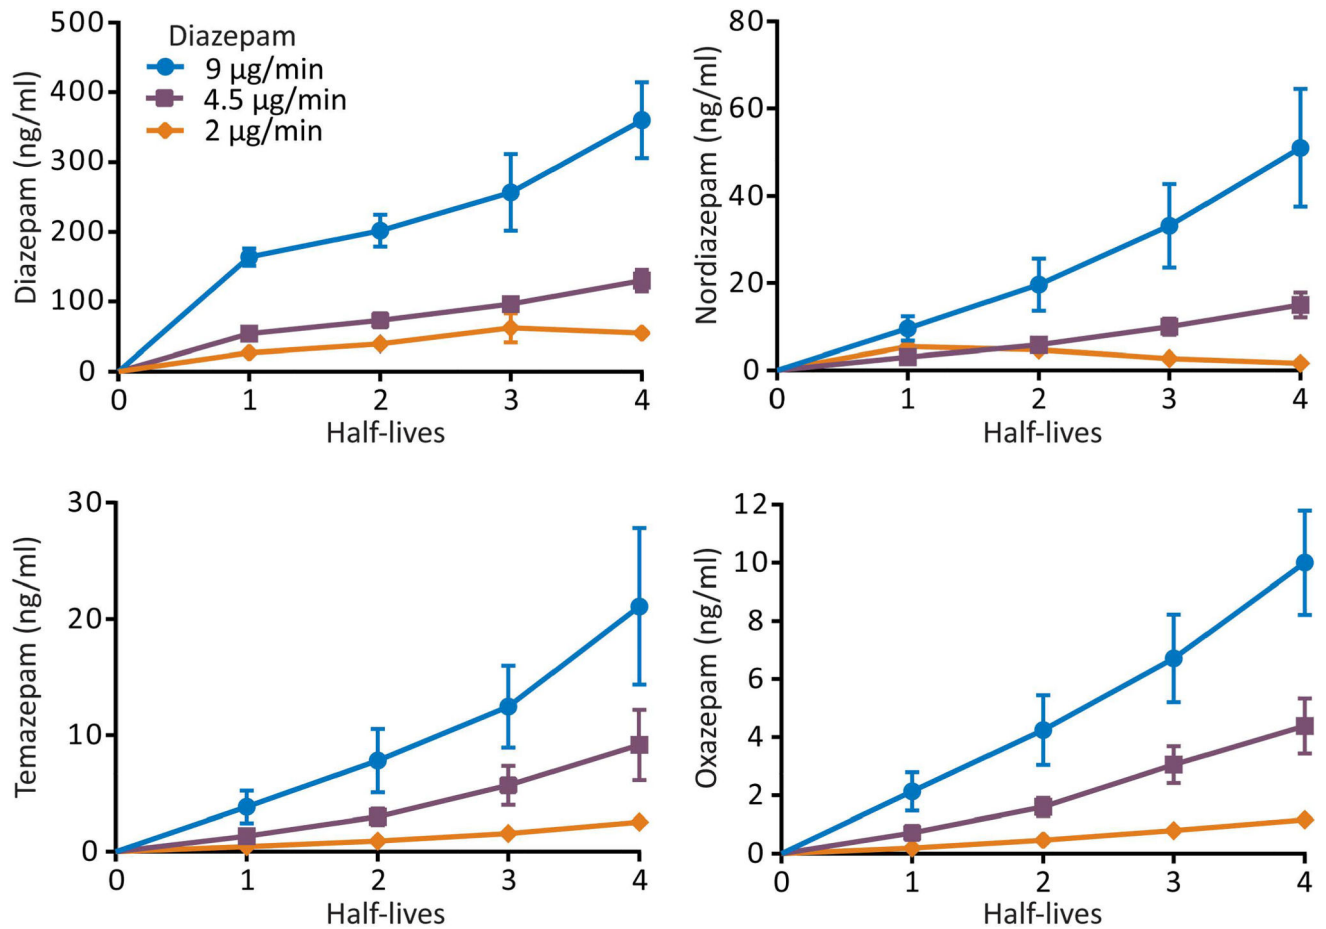 Diazepam (ng/ml)
500
400
300
200
100
0
Diazepam
9 µg/min
4.5 µg/min
2 µg/min
0 1 2 3 4
Half-lives
Nordiazepam (ng/ml)
80
60
40
20
0
0 1 2 3 4
Half-lives
Temazepam (ng/ml)
30
20
10
0
0 1 2 3 4
Half-lives
Oxazepam (ng/ml)
12
10
8
6
4
2
0
0 1 2 3 4
Half-lives